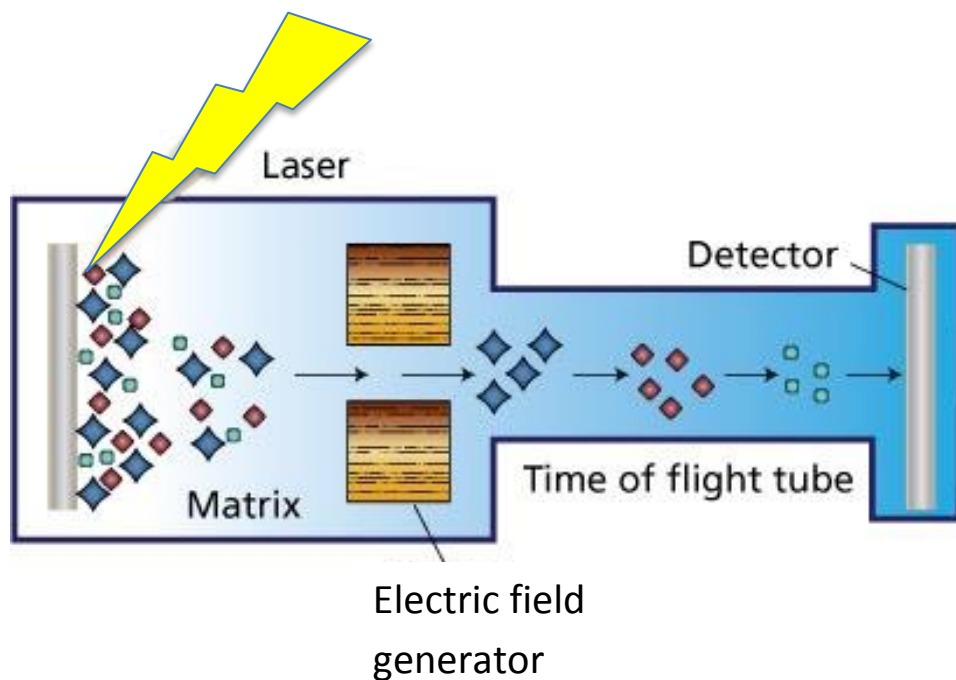 Laser
Detector
Matrix
Time of flight tube
Electric field
generator